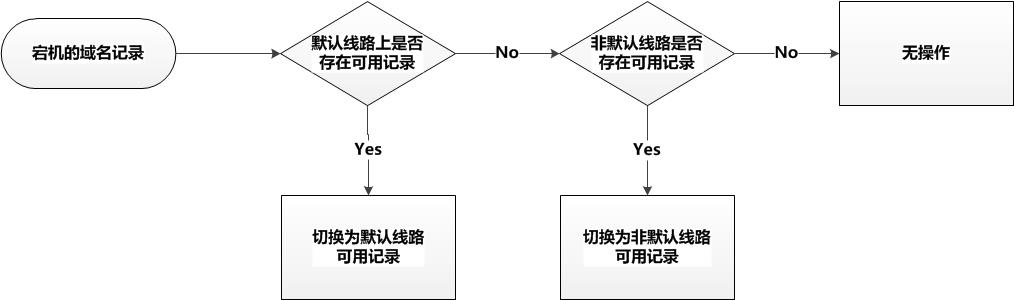 宕机的域名记录
默认线路上是否
存在可用记录
No
非默认线路是否
存在可用记录
No
无操作
Yes
Yes
切换为默认线路
可用记录
切换为非默认线路
可用记录